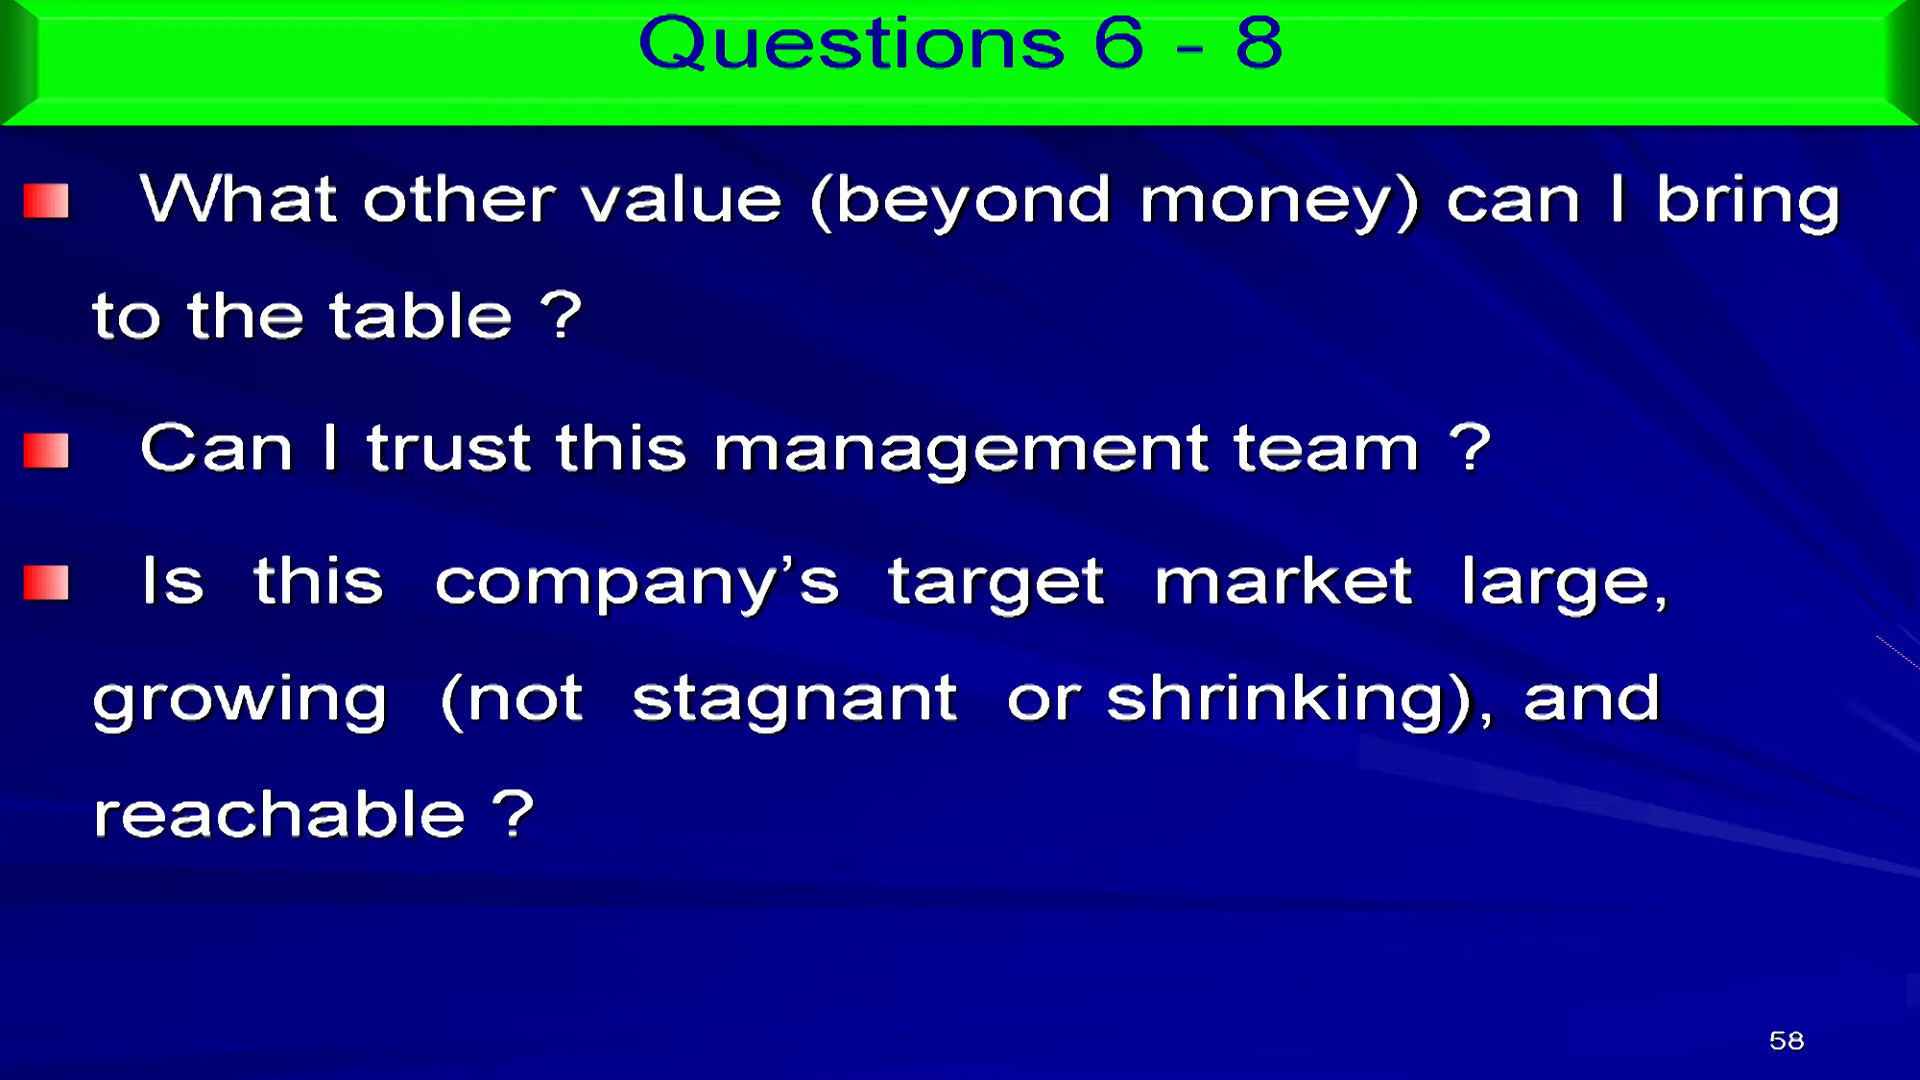 Questions 6 - 8
What other value (beyond money) can I bring
to the table ?
Can I trust this management team ?
Is this company’s target market large,
growing (not stagnant or shrinking), and
reachable ?
58